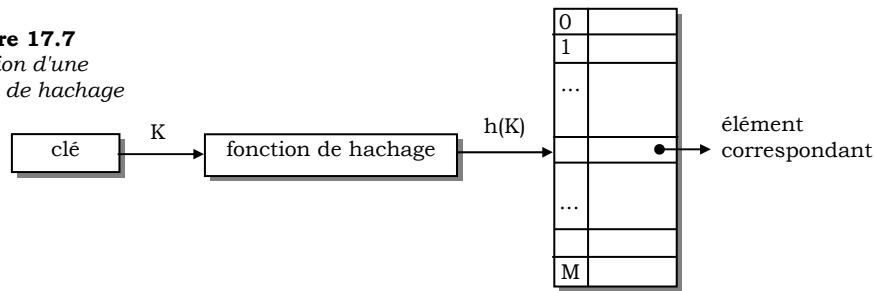 re 17.7
ion d'une
de hachage
clé
K
fonction de hachage
h(K)
0
1
...
...
M
élément
correspondant